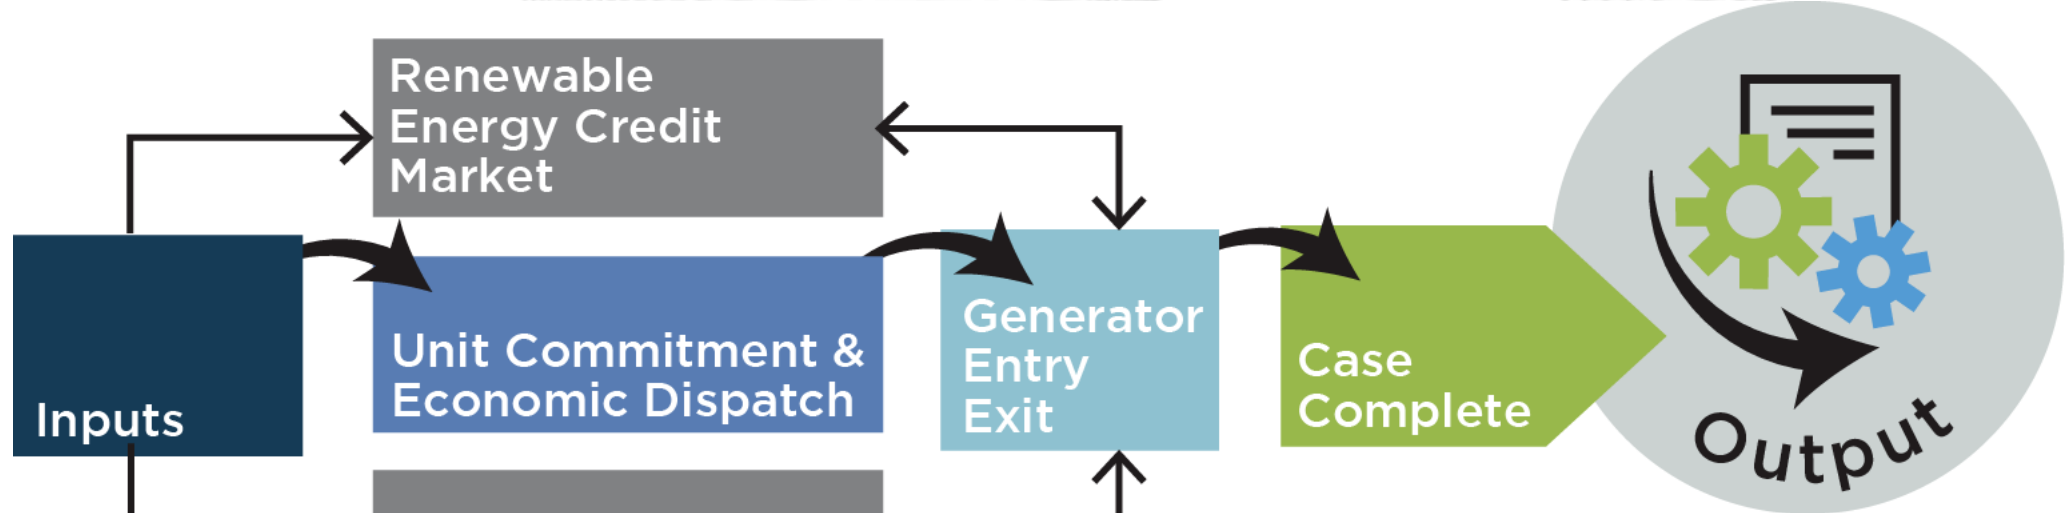 Renewable
Energy Credit
Market
Inputs
Unit Commitment &
Economic Dispatch
Generator
Entry
Exit
Case
Complete
Output